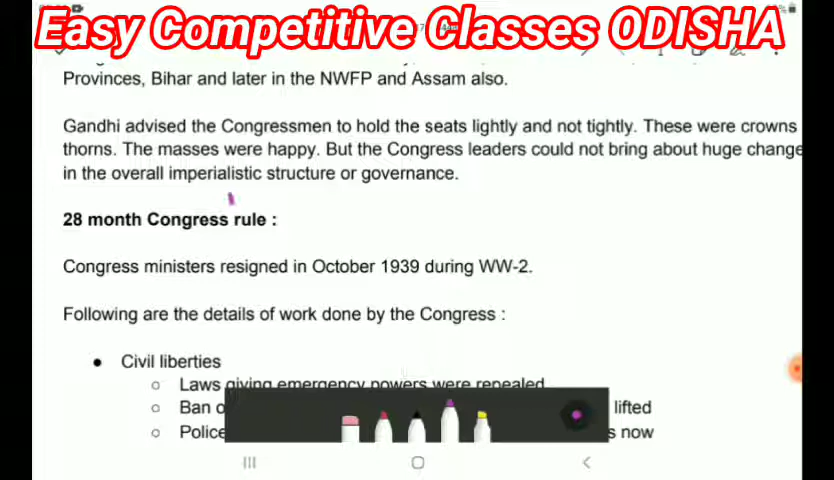 Easy Competitive Classes ODISHA
Provinces, Bihar and later in the NWFP and Assam also.
Gandhi advised the Congressmen to hold the seats lightly and not tightly. These were crowns
thorns. The masses were happy. But the Congress leaders could not bring about huge change
in the overall imperialistic structure or governance.
28 month Congress rule :
Congress ministers resigned in October 1939 during WW-2.
Following are the details of work done by the Congress :
● Civil liberties
○ Laws giving emergency powers were repealed
○ Ban o lifted
○ Police s now